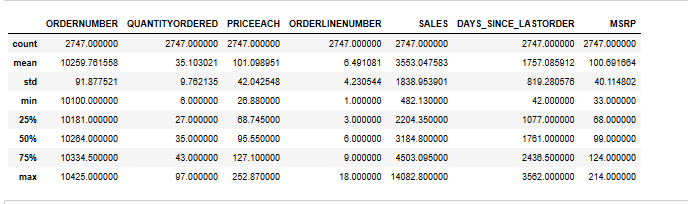 ORDERNUMBER QUANTITYORDERED PRICEEACH ORDERLINENUMBER SALES DAYS_SINCE_LASTORDER MSRP
count 2747.000000 2747.000000 2747.000000 2747.000000 2747.000000 2747.000000 2747.000000
mean 10259.761558 35.103021 101.098951 6.491081 3553.047583 1757.085912 100.691664
std 91.877521 9.762135 42.042548 4.230544 1838.953901 819.280576 40.114802
min 10100.000000 6.000000 26.880000 1.000000 482.130000 42.000000 33.000000
25% 10181.000000 27.000000 68.745000 3.000000 2204.350000 1077.000000 68.000000
50% 10264.000000 35.000000 95.550000 6.000000 3184.800000 1761.000000 99.000000
75% 10334.500000 43.000000 127.100000 9.000000 4503.095000 2436.500000 124.000000
max 10425.000000 97.000000 252.870000 18.000000 14082.800000 3562.000000 214.000000